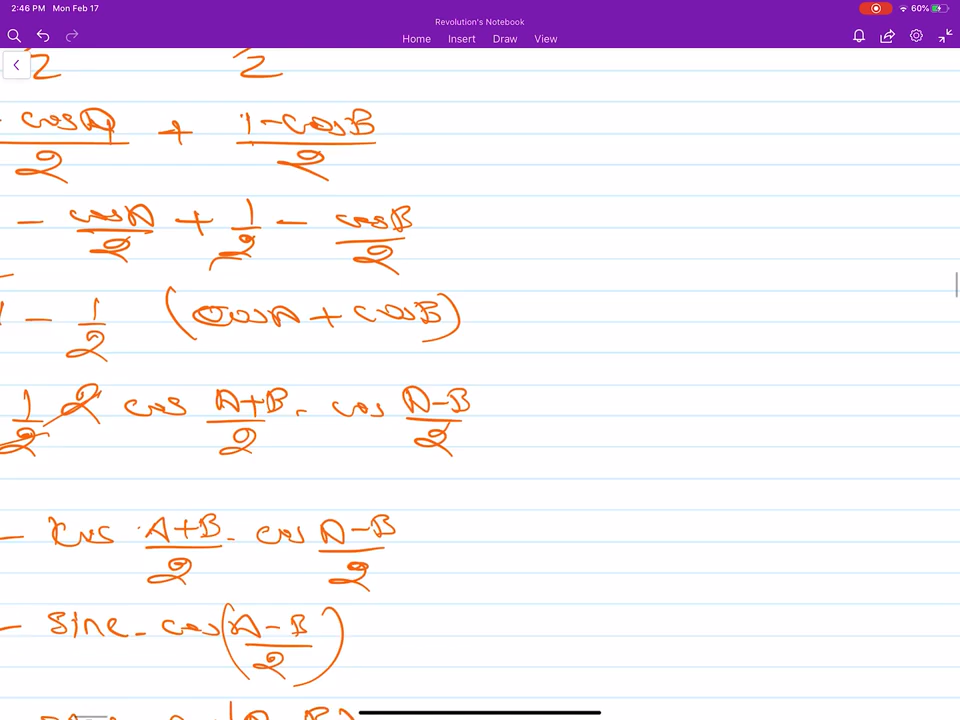 2:46 PM Mon Feb 17 60%
Revolution's Notebook
Home Insert Draw View
2 2
cosA/2 + 1-cosB/2
- cosA/2 + 1/2 - cosB/2
- 1/2 (cosA + cosB)
1/2 2 cos A+B/2 . cos A-B/2
- cos A+B/2 . cos A-B/2
- Sinc . cos(A-B/2)